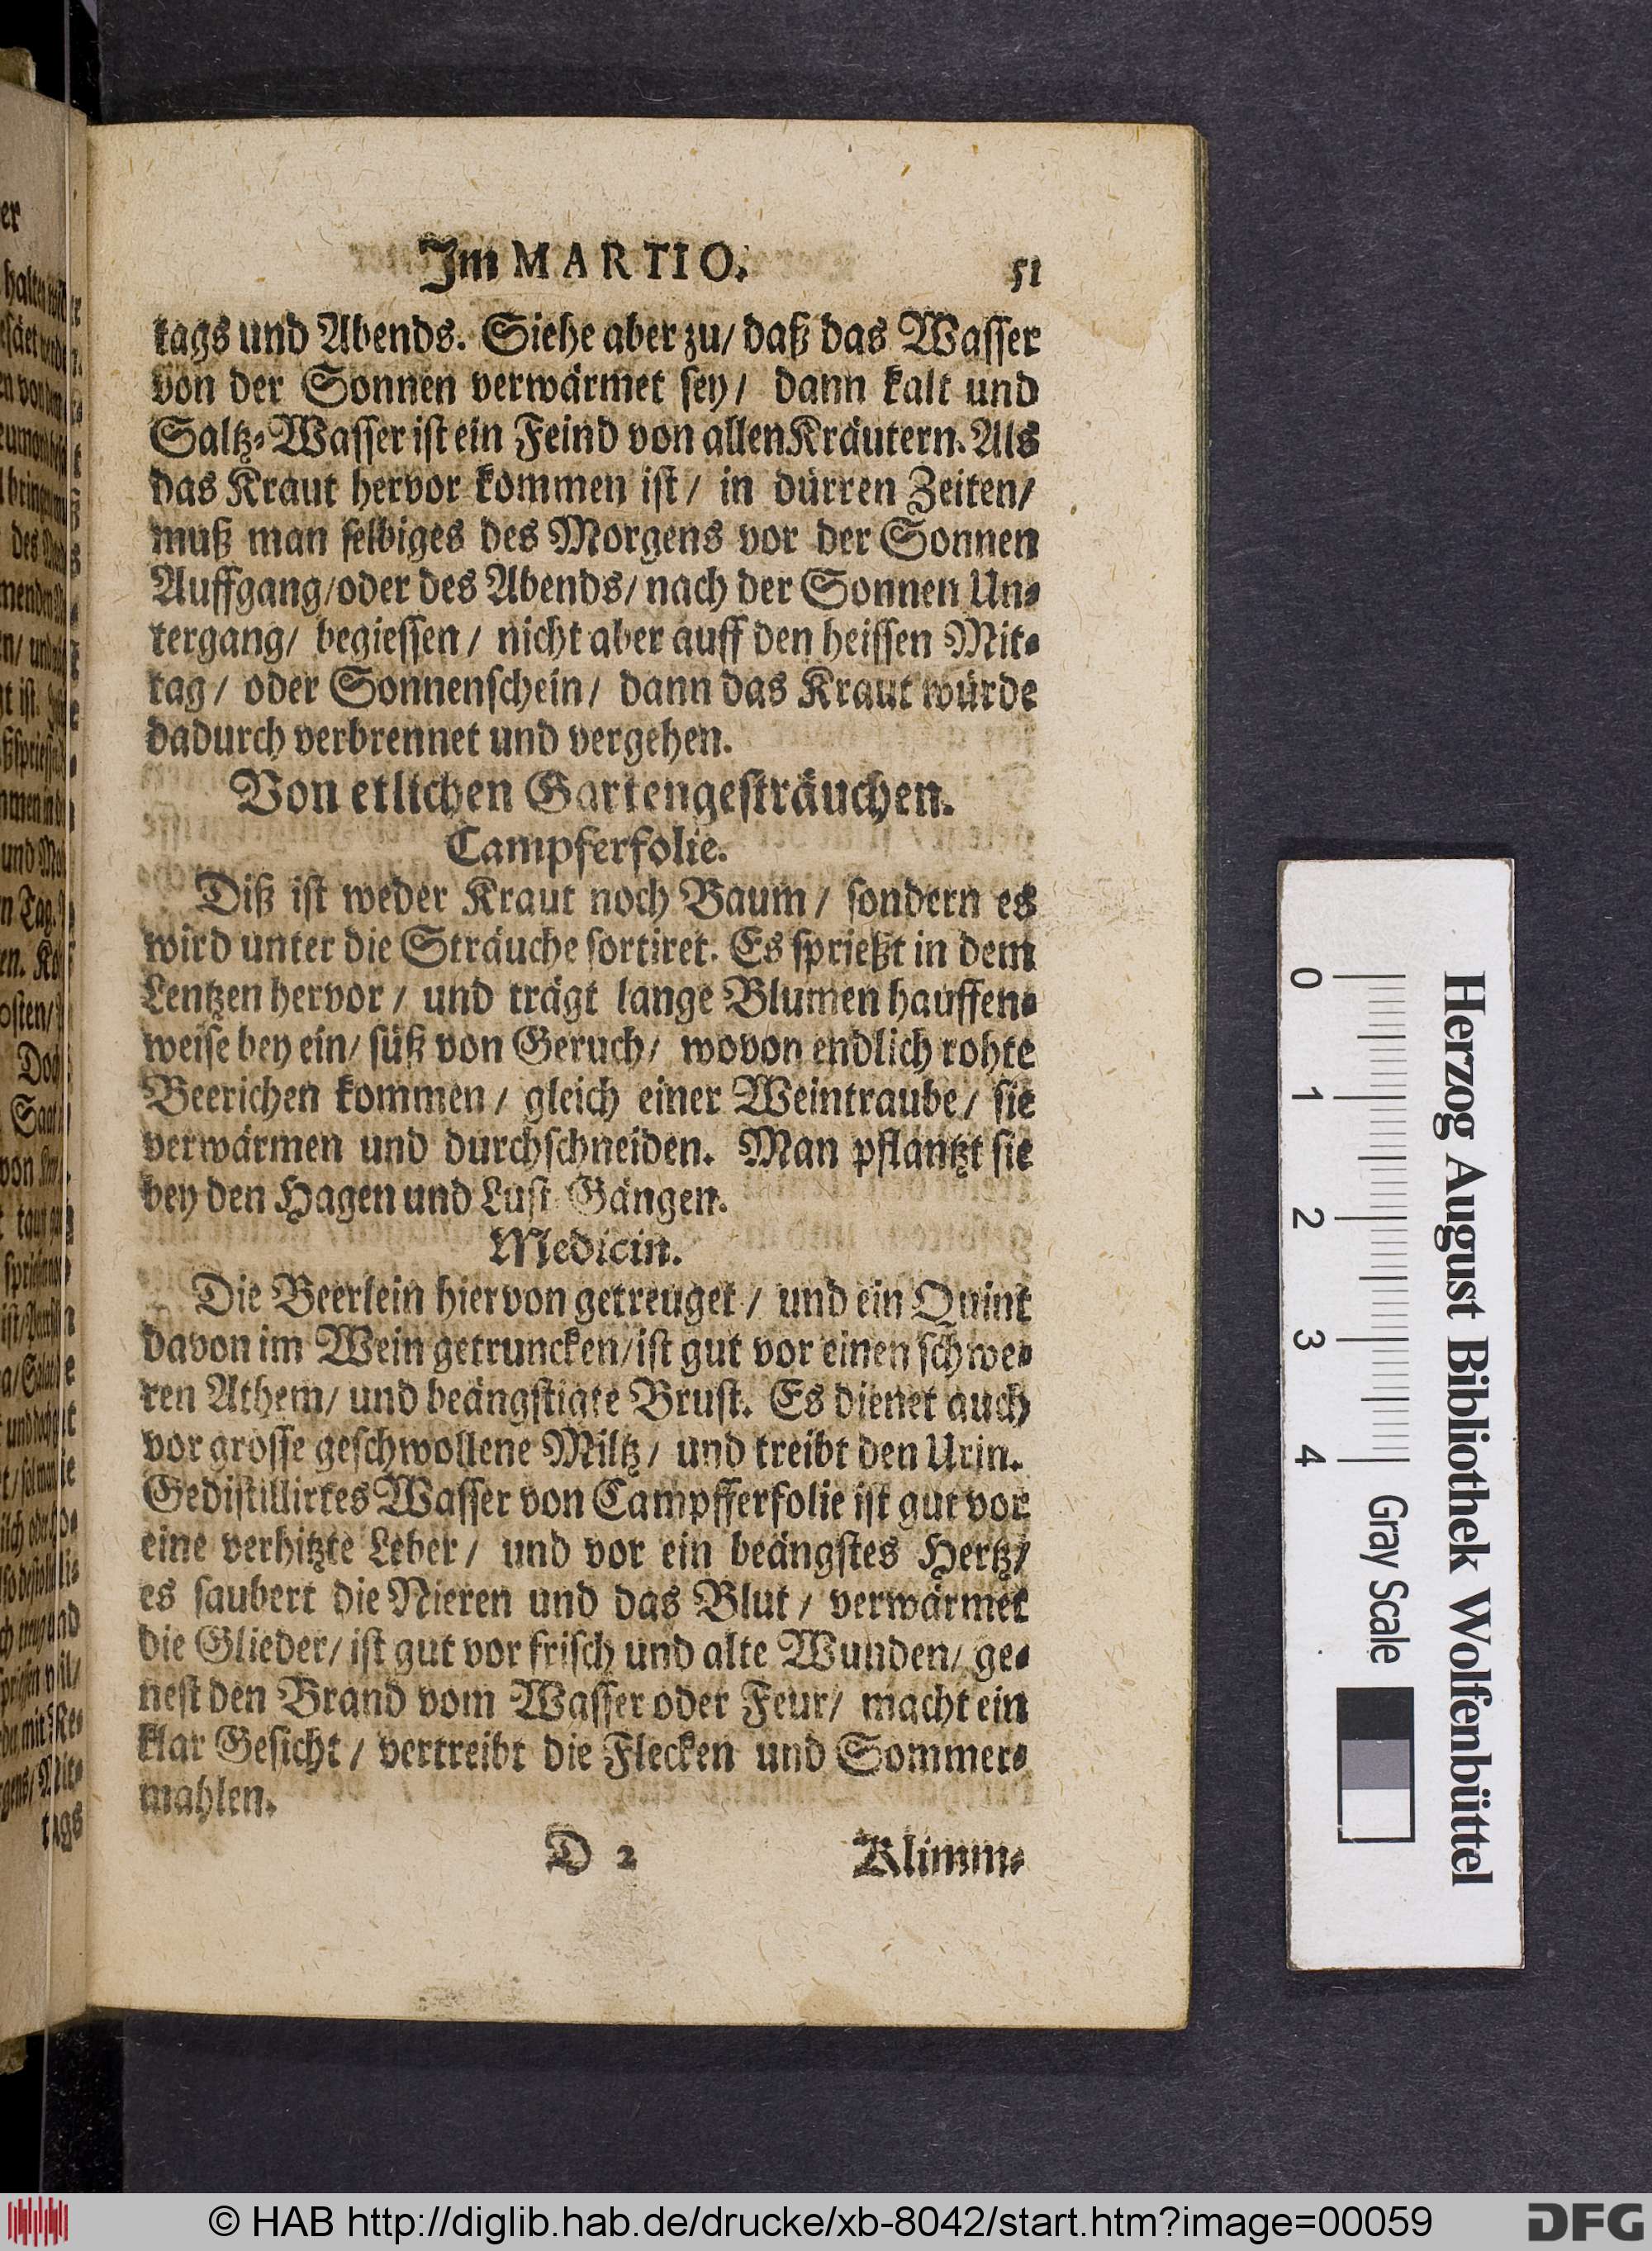 Im MARTIO. 51
tags und Abends. Siehe aber zu/ daß das Wasser
von der Sonnen verwärmet sey/ dann kalt und
Saltz-Wasser ist ein Feind von allen Kräutern. Als
das Kraut hervor kommen ist/ in dürren Zeiten/
muß man selbiges des Morgens vor der Sonnen
Auffgang/ oder des Abends/ nach der Sonnen Un-
tergang/ begiessen/ nicht aber auff den heissen Mit-
tag/ oder Sonnenschein/ dann das Kraut würde
dadurch verbrennet und vergehen.
Von etlichen Gartengesträuchen.
Campferfolie.
Diß ist weder Kraut noch Baum/ sondern es
wird unter die Sträuche sortiret. Es sprießt in dem
Lentzen hervor/ und trägt lange Blumen hauffen-
weise bey ein/ süß von Geruch/ wovon endlich rohte
Beerichen kommen/ gleich einer Weintraube/ sie
verwärmen und durchschneiden. Man pflantzt sie
bey den Hagen und Lust Gängen.
Medicin.
Die Beerlein hiervon getreuget/ und ein Quint
davon im Wein getruncken/ ist gut vor einen schwe-
ren Athem/ und beängstigte Brust. Es dienet auch
vor grosse geschwollene Miltz/ und treibt den Urin.
Gedistillirtes Wasser von Campfferfolie ist gut vor
eine verhitzte Leber/ und vor ein beängstes Hertz/
es saubert die Nieren und das Blut/ verwärmet
die Glieder/ ist gut vor frisch und alte Wunden/ ge-
nest den Brand vom Wasser oder Feur/ macht ein
klar Gesicht/ vertreibt die Flecken und Sommer-
mahlen.
D 2 Klimm-
Herzog August Bibliothek Wolfenbüttel
0 1 2 3 4 Gray Scale
© HAB http://diglib.hab.de/drucke/xb-8042/start.htm?image=00059
DFG